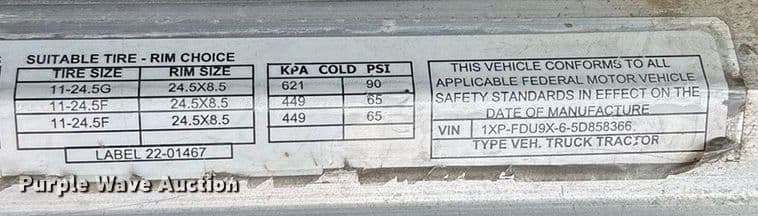 SUITABLE TIRE - RIM CHOICE
TIRE SIZE RIM SIZE
11-24.5G 24.5X8.5
11-24.5F 24.5X8.5
11-24.5F 24.5X8.5
LABEL 22-01467
KPA COLD PSI
621 90
449 65
449 65
THIS VEHICLE CONFORMS TO ALL
APPLICABLE FEDERAL MOTOR VEHICLE
SAFETY STANDARDS IN EFFECT ON THE
DATE OF MANUFACTURE
VIN 1XP-FDU9X-6-5D858366
TYPE VEH. TRUCK TRACTOR
Purple Wave Auction